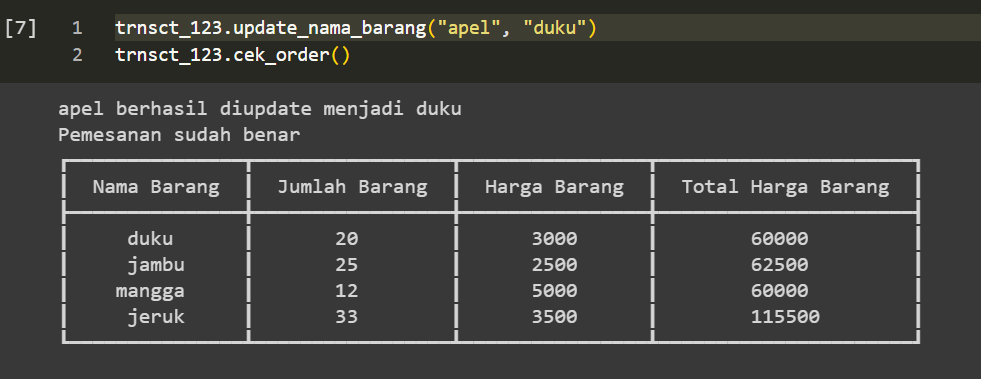 [7] 1 trnsct_123.update_nama_barang("apel", "duku")
2 trnsct_123.cek_order()
apel berhasil diupdate menjadi duku
Pemesanan sudah benar
Nama Barang Jumlah Barang Harga Barang Total Harga Barang
duku 20 3000 60000
jambu 25 2500 62500
mangga 12 5000 60000
jeruk 33 3500 115500